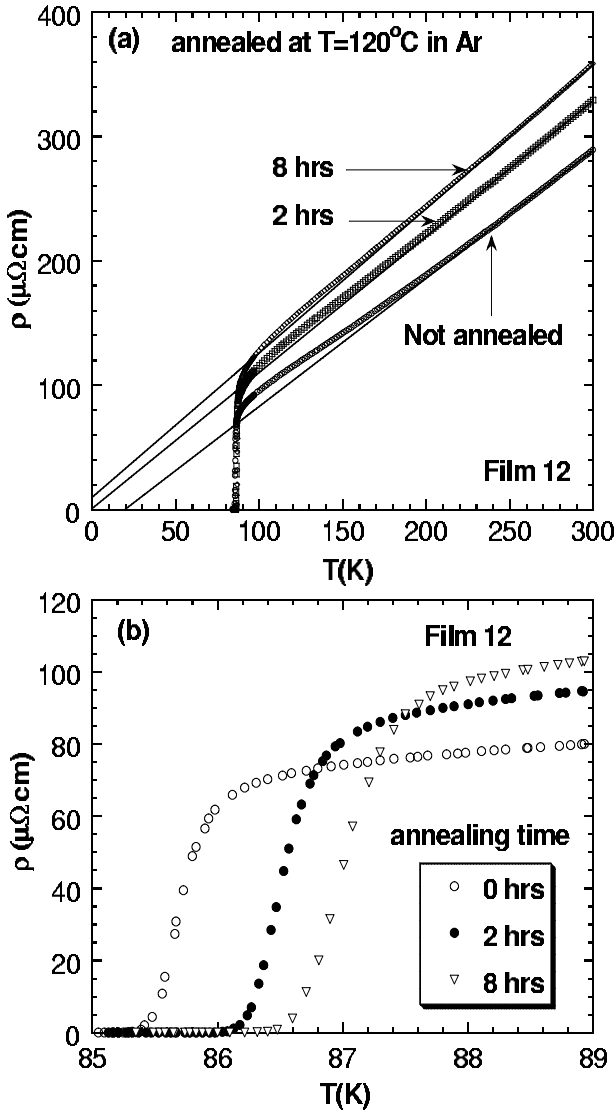 (a) annealed at T=120°C in Ar
400
300
200
100
0
ρ (μΩcm)
8 hrs
2 hrs
Not annealed
Film 12
0 50 100 150 200 250 300
T(K)
(b) Film 12
120
100
80
60
40
20
0
ρ (μΩcm)
annealing time
0 hrs
2 hrs
8 hrs
85 86 87 88 89
T(K)